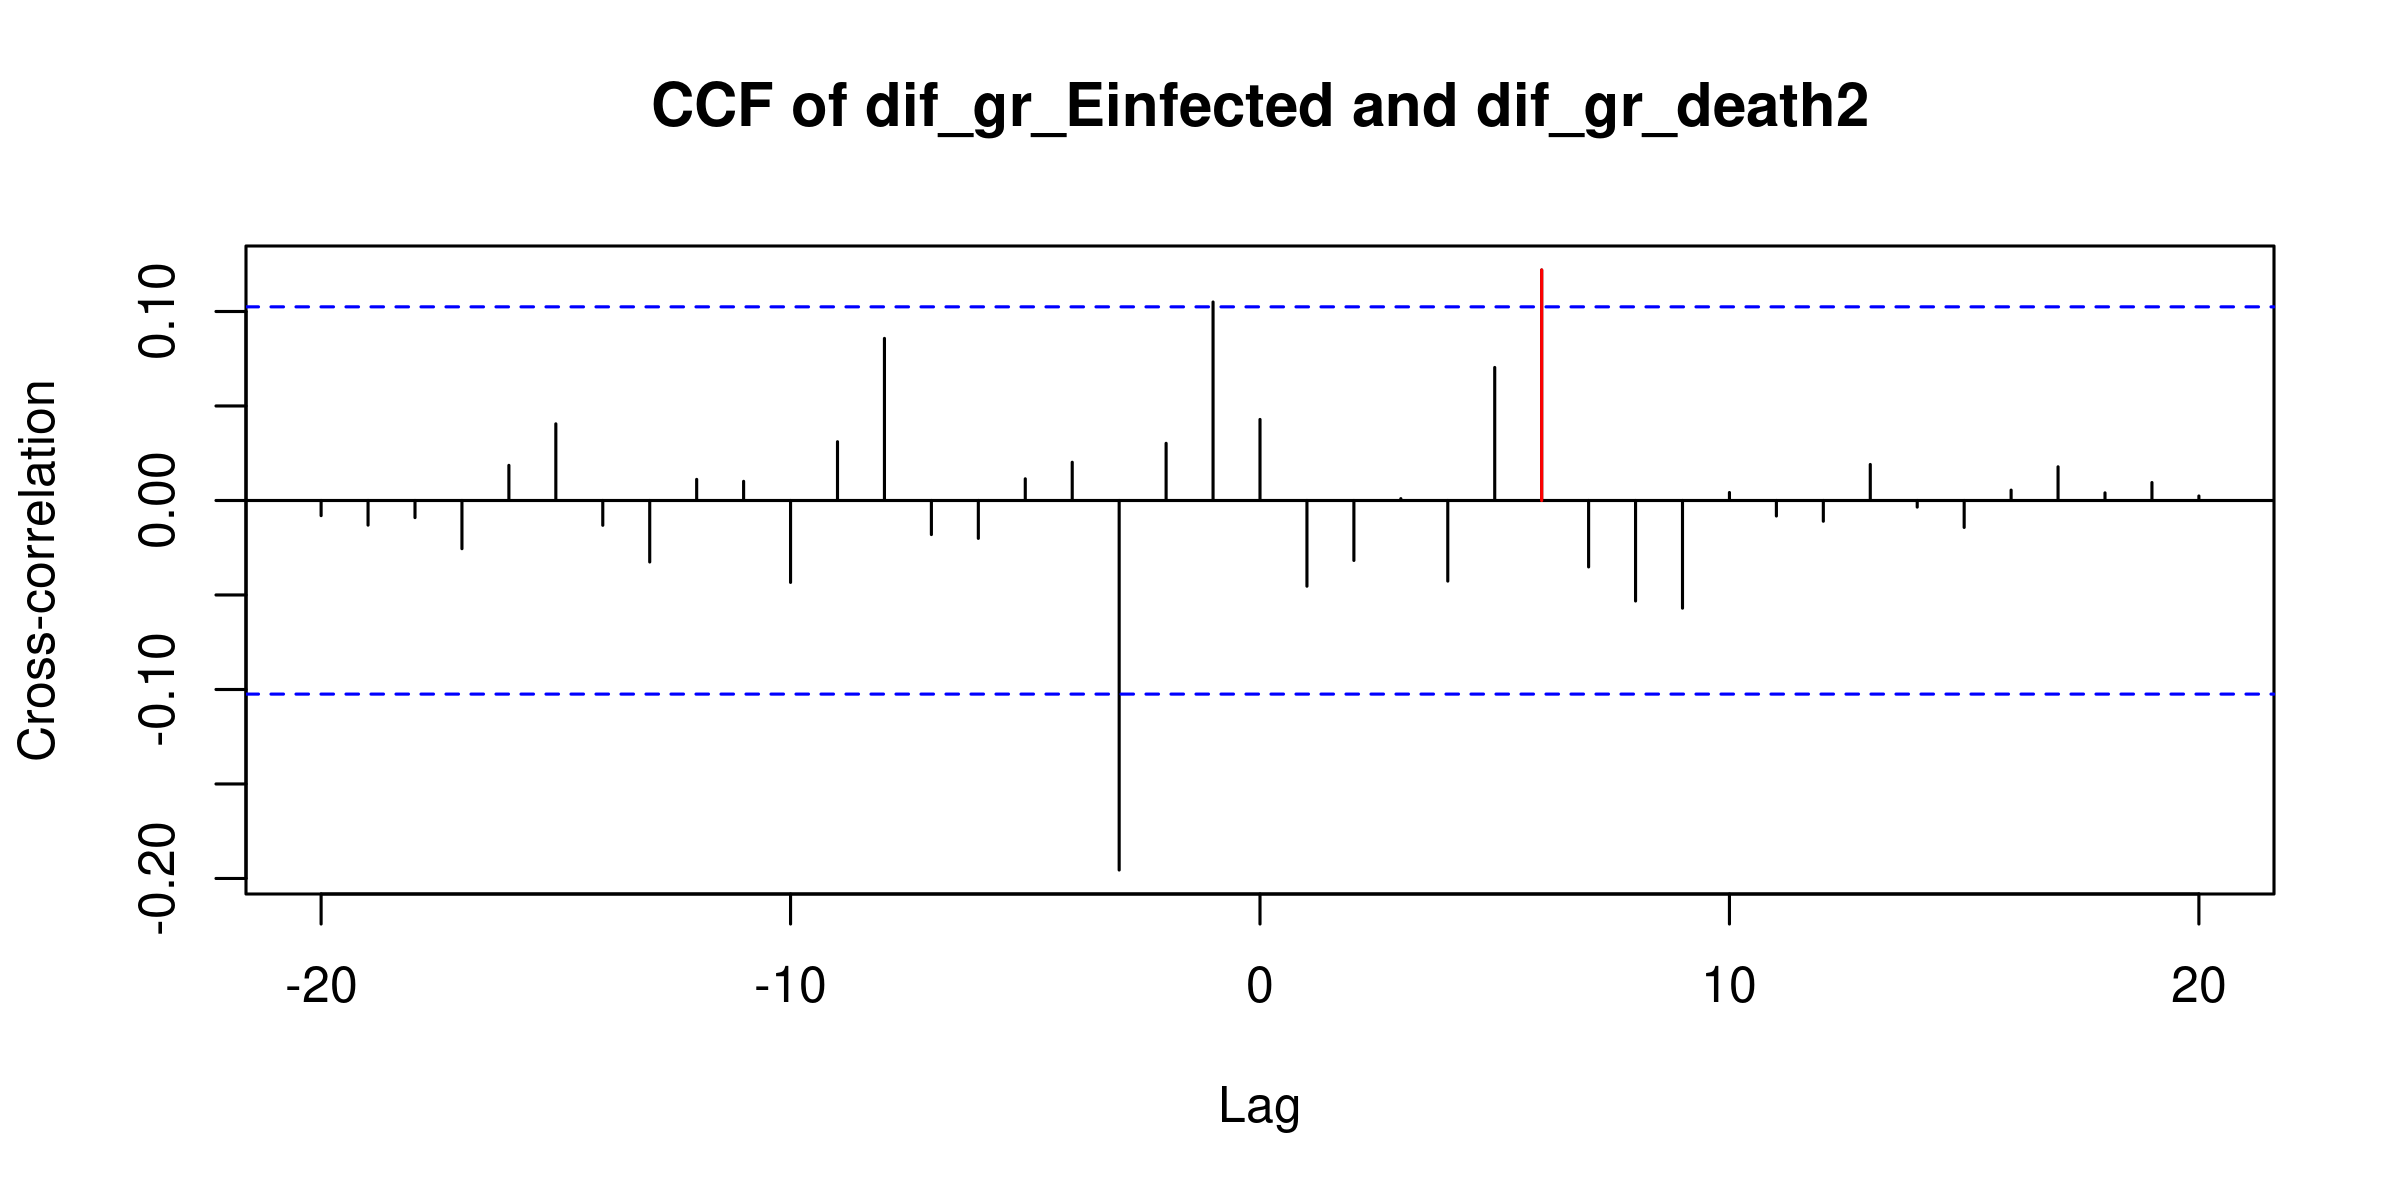 CCF of dif_gr_Einfected and dif_gr_death2
Cross-correlation
0.10
0.00
-0.10
-0.20
-20 -10 0 10 20
Lag